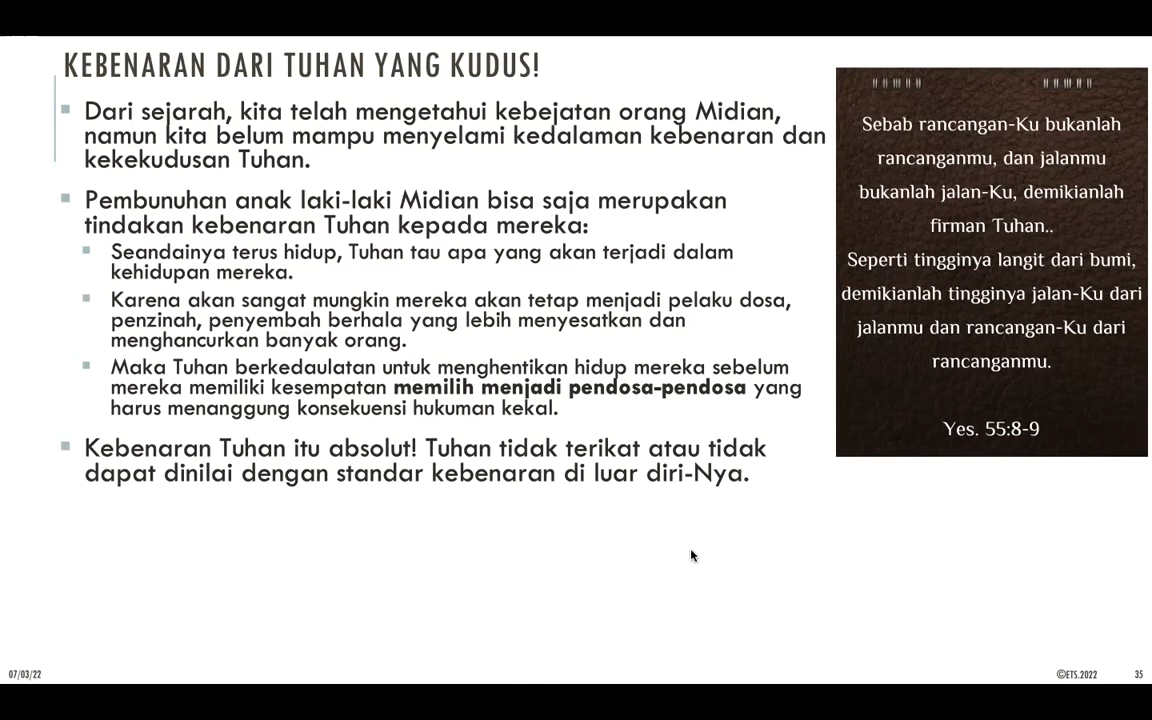 KEBENARAN DARI TUHAN YANG KUDUS!
Dari sejarah, kita telah mengetahui kebejatan orang Midian,
namun kita belum mampu menyelami kedalaman kebenaran dan
kekekudusan Tuhan.
Pembunuhan anak laki-laki Midian bisa saja merupakan
tindakan kebenaran Tuhan kepada mereka:
Seandainya terus hidup, Tuhan tau apa yang akan terjadi dalam
kehidupan mereka.
Karena akan sangat mungkin mereka akan tetap menjadi pelaku dosa,
penzinah, penyembah berhala yang lebih menyesatkan dan
menghancurkan banyak orang.
Maka Tuhan berkedaulatan untuk menghentikan hidup mereka sebelum
mereka memiliki kesempatan memilih menjadi pendosa-pendosa yang
harus menanggung konsekuensi hukuman kekal.
Kebenaran Tuhan itu absolut! Tuhan tidak terikat atau tidak
dapat dinilai dengan standar kebenaran di luar diri-Nya.
Sebab rancangan-Ku bukanlah
rancanganmu, dan jalanmu
bukanlah jalan-Ku, demikianlah
firman Tuhan..
Seperti tingginya langit dari bumi,
demikianlah tingginya jalan-Ku dari
jalanmu dan rancangan-Ku dari
rancanganmu.
Yes. 55:8-9
07/03/22
©ETS.2022
35